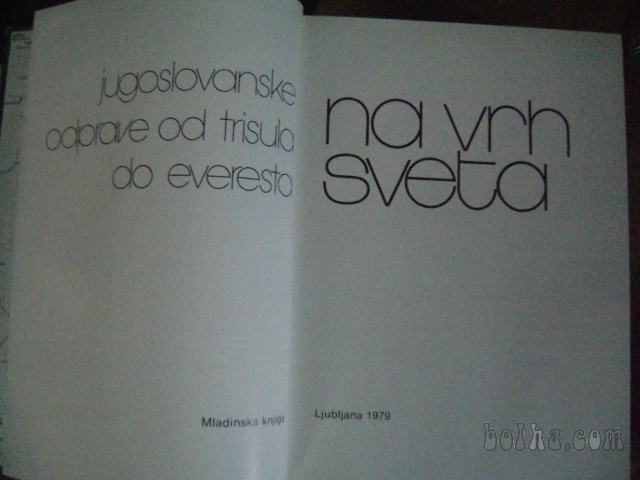 jugoslovanske
odprave od trisula
do everesta
na vrh
sveta
Mladinska knjiga
Ljubljana 1979
bolha.com